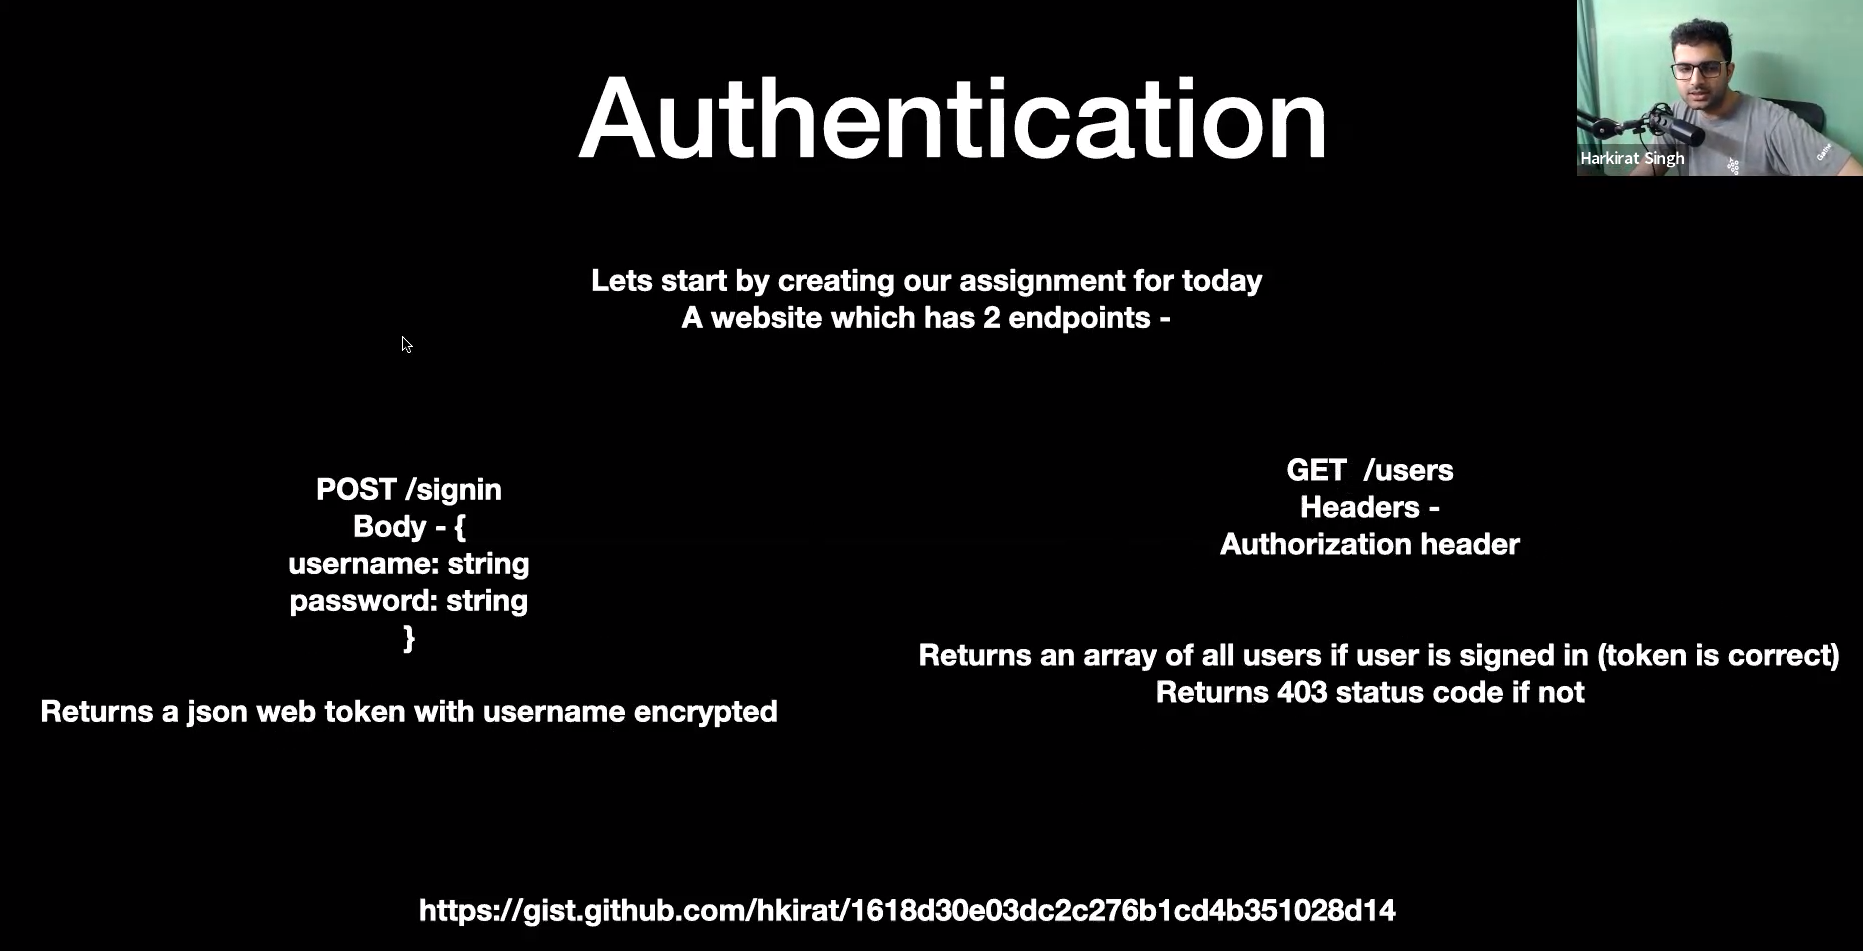 Authentication
Harkirat Singh
Lets start by creating our assignment for today
A website which has 2 endpoints -
POST /signin
Body - {
username: string
password: string
}
Returns a json web token with username encrypted
GET  /users
Headers -
Authorization header
Returns an array of all users if user is signed in (token is correct)
Returns 403 status code if not
https://gist.github.com/hkirat/1618d30e03dc2c276b1cd4b351028d14